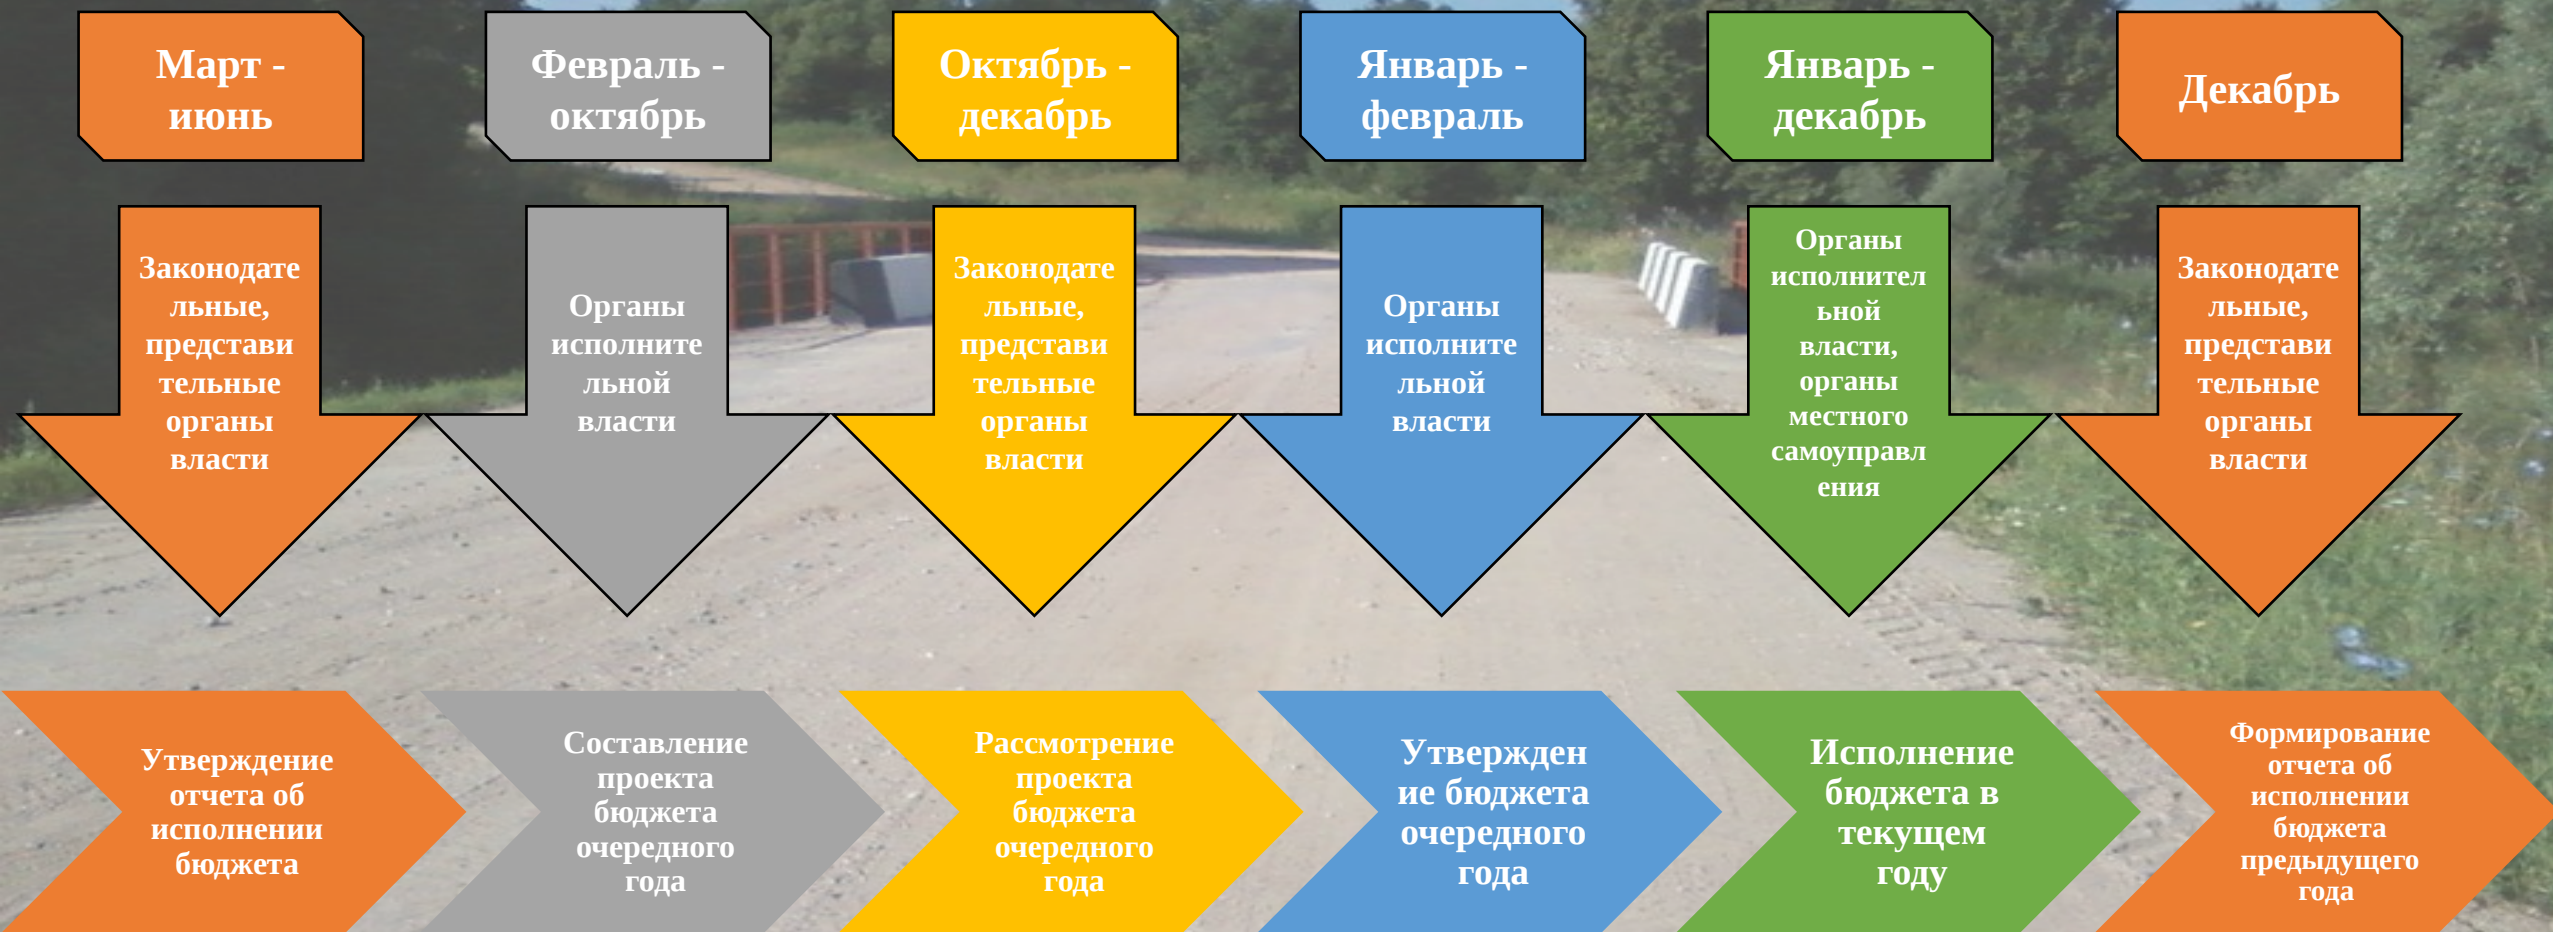 Март -
июнь
Февраль -
октябрь
Октябрь -
декабрь
Январь -
февраль
Январь -
декабрь
Декабрь
Законодате
льные,
представи
тельные
органы
власти
Органы
исполните
льной
власти
Законодате
льные,
представи
тельные
органы
власти
Органы
исполните
льной
власти
Органы
исполнител
ьной
власти,
органы
местного
самоуправл
ения
Законодате
льные,
представи
тельные
органы
власти
Утверждение
отчета об
исполнении
бюджета
Составление
проекта
бюджета
очередного
года
Рассмотрение
проекта
бюджета
очередного
года
Утвержден
ие бюджета
очередного
года
Исполнение
бюджета в
текущем
году
Формирование
отчета об
исполнении
бюджета
предыдущего
года